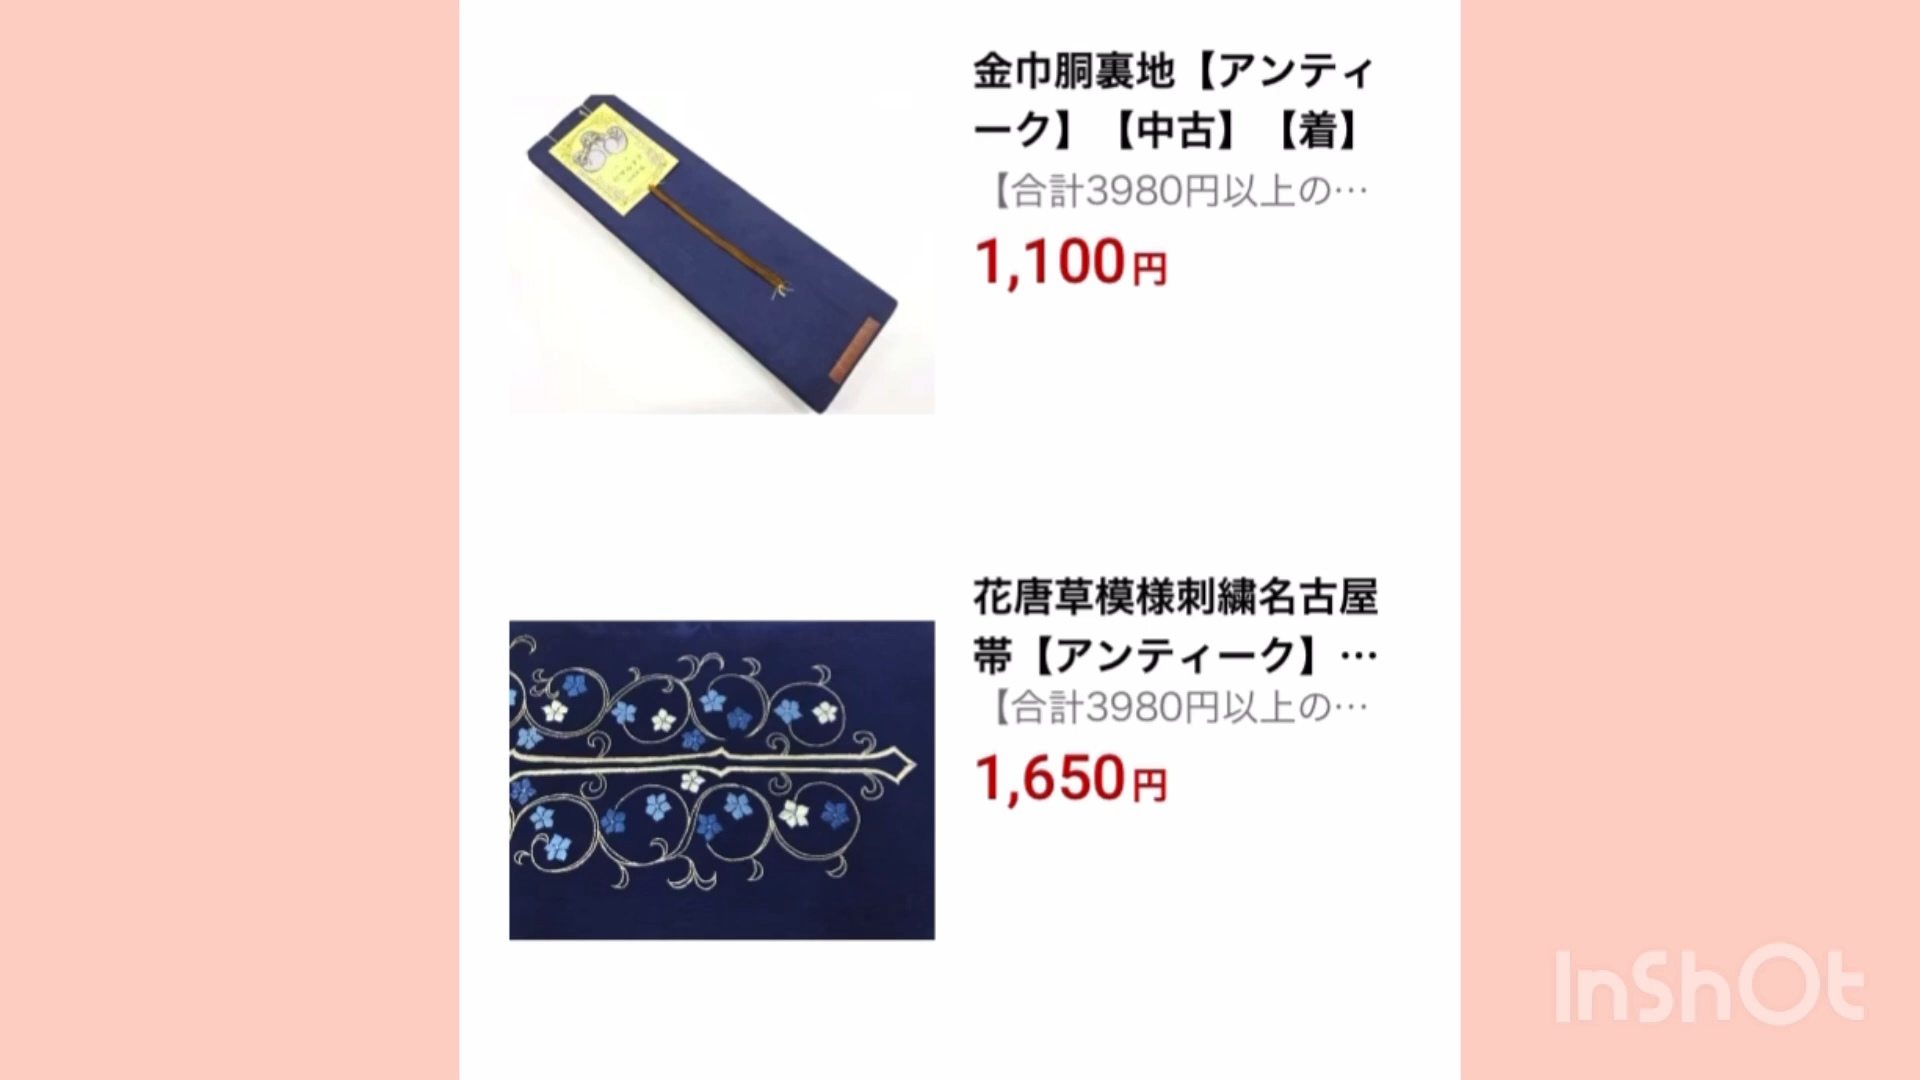 金巾胴裏地【アンティ
ーク】【中古】【着】
【合計3980円以上の…
1,100円
花唐草模様刺繍名古屋
帯【アンティーク】…
【合計3980円以上の…
1,650円
InShOt